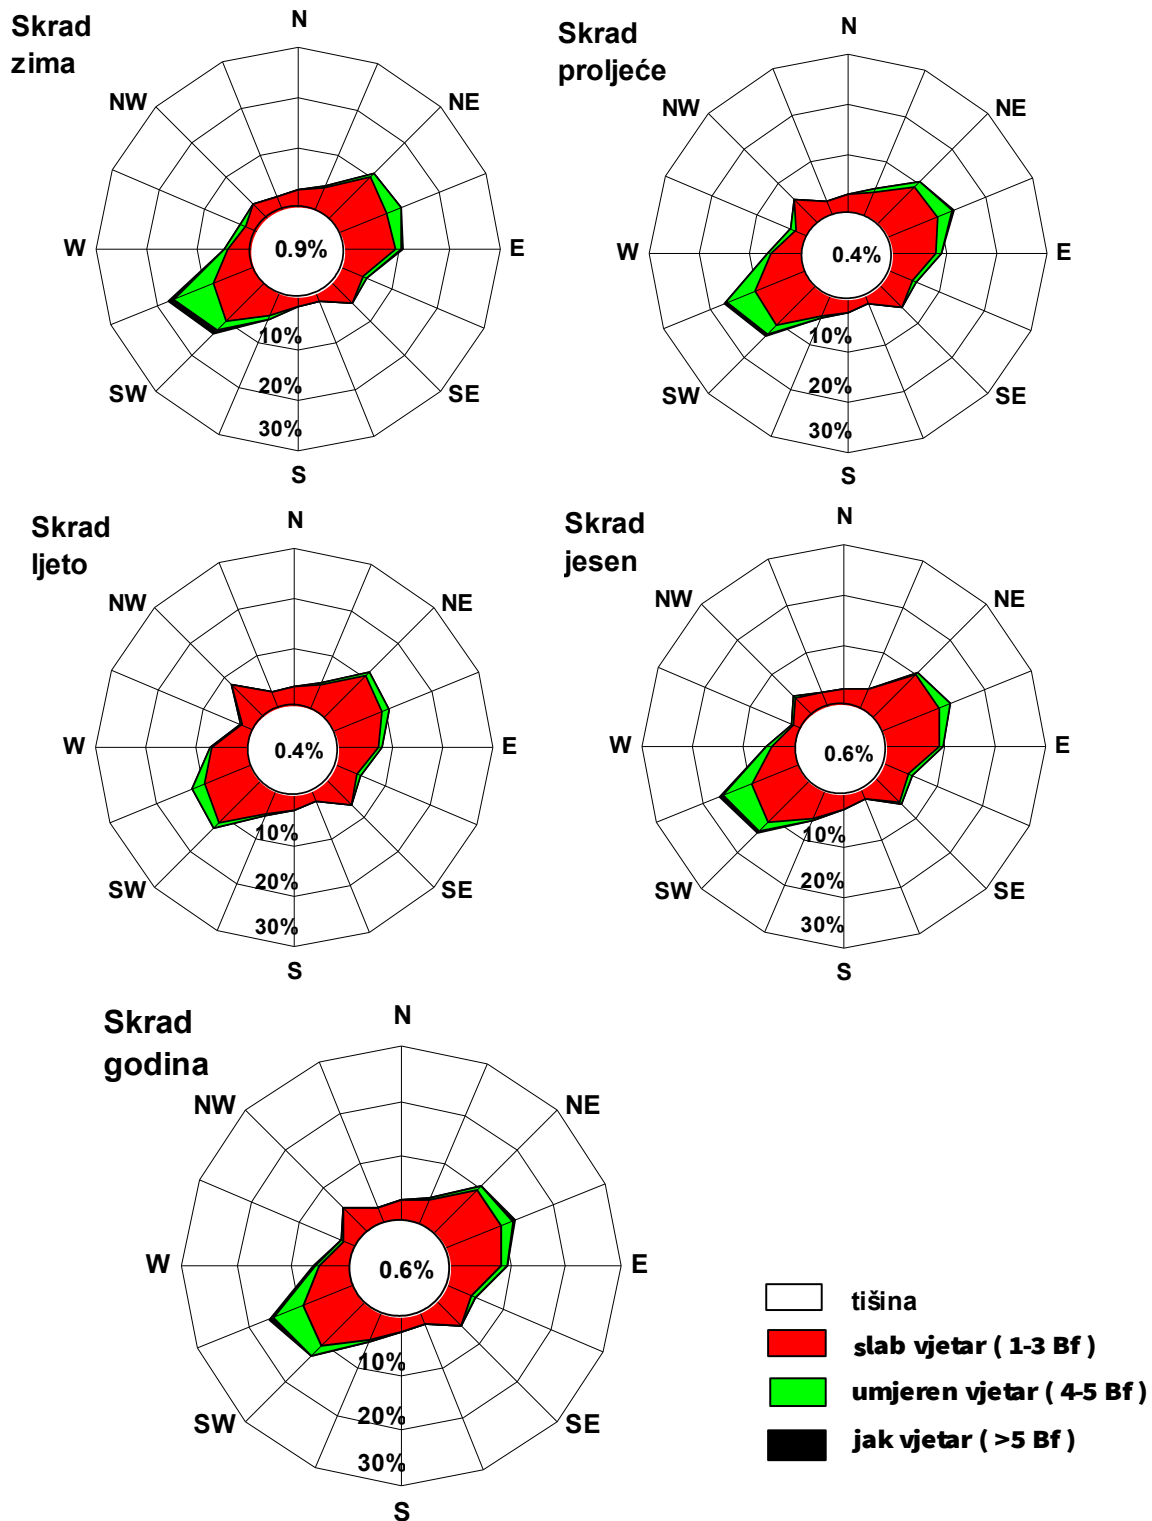 Skrad
zima
N
NW
NE
W
0.9%
E
10%
SW
20%
SE
30%
S
Skrad
proljeće
N
NW
NE
W
0.4%
E
10%
SW
20%
SE
30%
S
Skrad
ljeto
N
NW
NE
W
0.4%
E
10%
SW
20%
SE
30%
S
Skrad
jesen
N
NW
NE
W
0.6%
E
10%
SW
20%
SE
30%
S
Skrad
godina
N
NW
NE
W
0.6%
E
10%
SW
20%
SE
30%
S
tišina
slab vjetar ( 1-3 Bf )
umjeren vjetar ( 4-5 Bf )
jak vjetar ( >5 Bf )